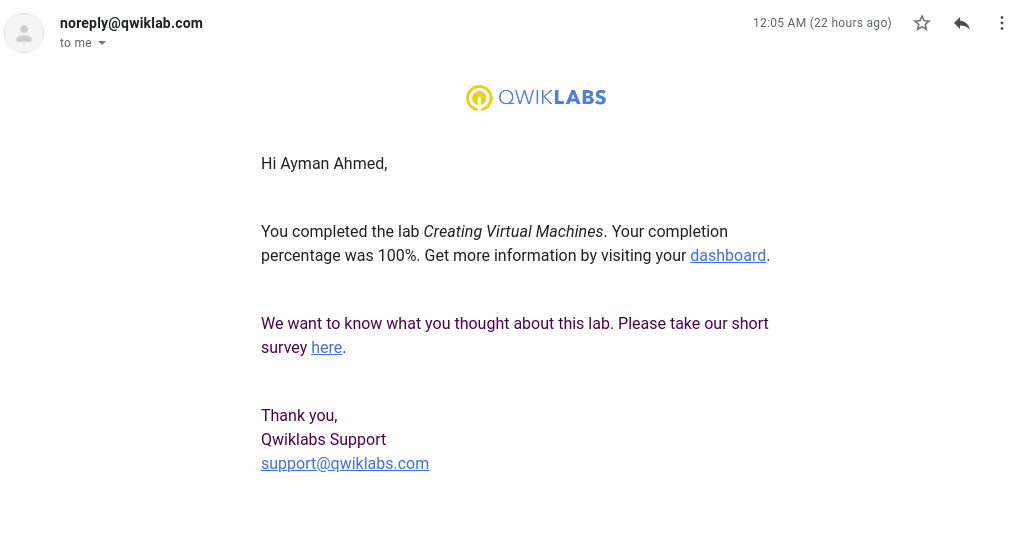 noreply@qwiklab.com
12:05 AM (22 hours ago)
to me
QWIKLABS
Hi Ayman Ahmed,
You completed the lab Creating Virtual Machines. Your completion
percentage was 100%. Get more information by visiting your dashboard.
We want to know what you thought about this lab. Please take our short
survey here.
Thank you,
Qwiklabs Support
support@qwiklabs.com